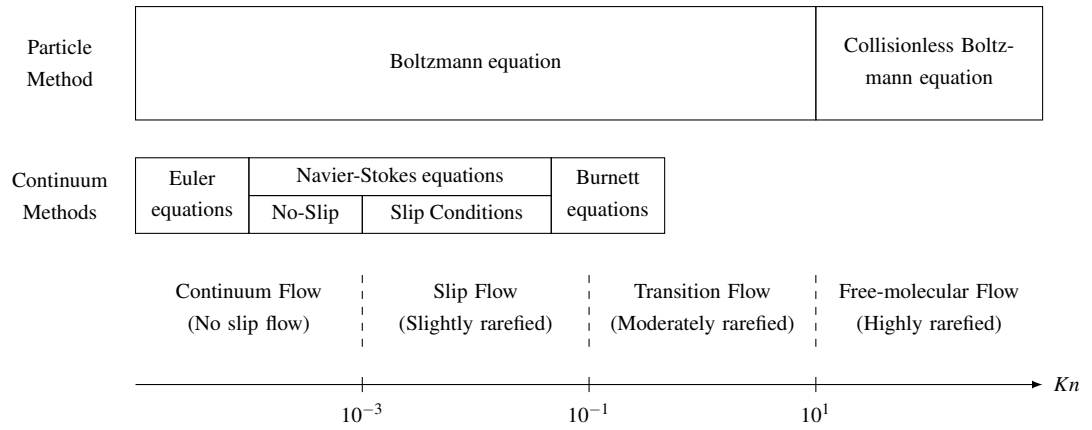 Particle
Method
Boltzmann equation
Collisionless Boltz-
mann equation
Continuum
Methods
Euler
equations
Navier-Stokes equations
No-Slip
Slip Conditions
Burnett
equations
Continuum Flow
(No slip flow)
Slip Flow
(Slightly rarefied)
Transition Flow
(Moderately rarefied)
Free-molecular Flow
(Highly rarefied)
Kn
10⁻³
10⁻¹
10¹